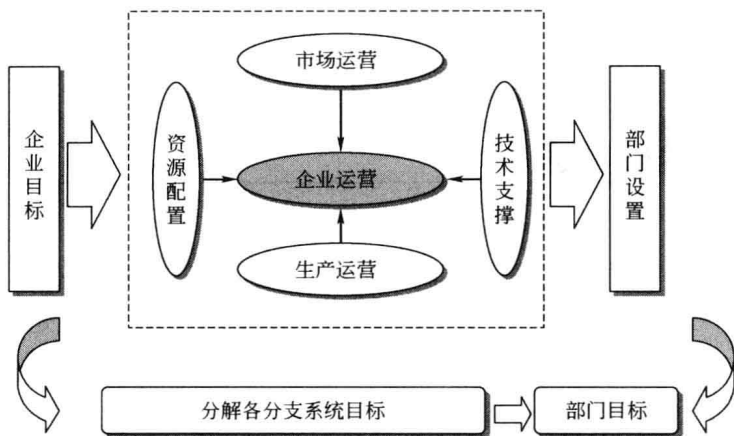 市场运营
企业目标
资源配置
企业运营
技术支撑
部门设置
生产运营
分解各分支系统目标
部门目标